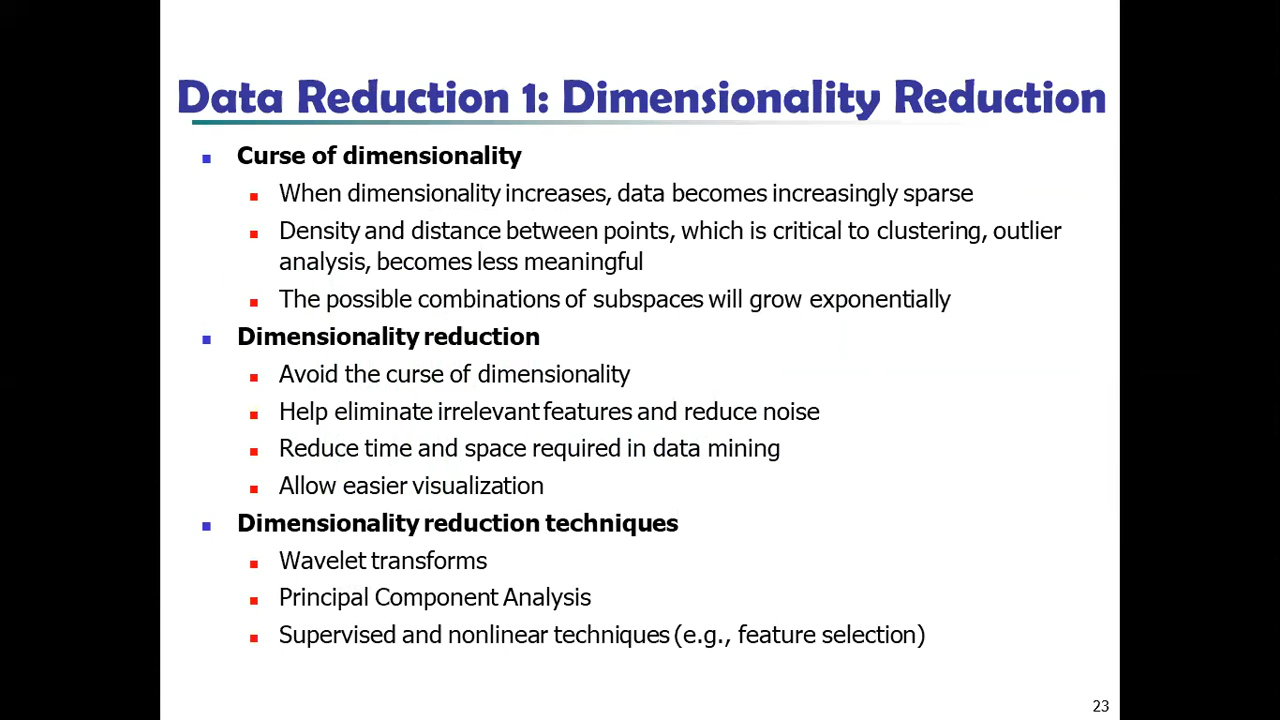 Data Reduction 1: Dimensionality Reduction
Curse of dimensionality
When dimensionality increases, data becomes increasingly sparse
Density and distance between points, which is critical to clustering, outlier
analysis, becomes less meaningful
The possible combinations of subspaces will grow exponentially
Dimensionality reduction
Avoid the curse of dimensionality
Help eliminate irrelevant features and reduce noise
Reduce time and space required in data mining
Allow easier visualization
Dimensionality reduction techniques
Wavelet transforms
Principal Component Analysis
Supervised and nonlinear techniques (e.g., feature selection)
23